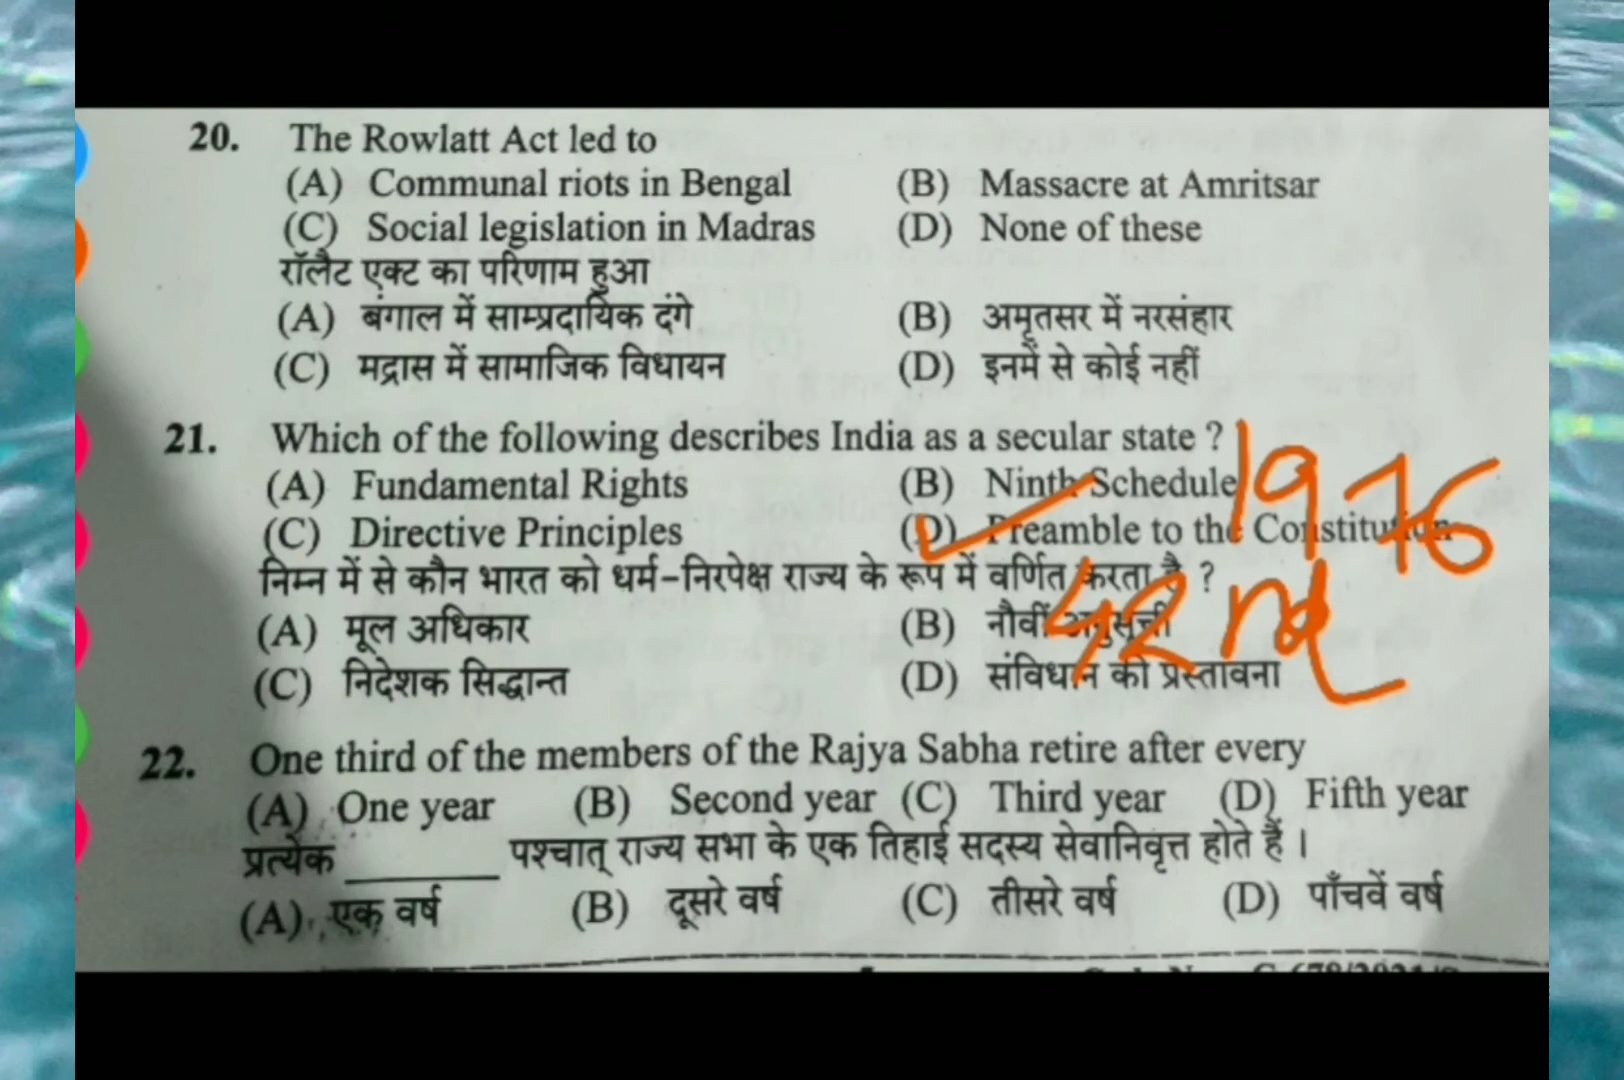 20. The Rowlatt Act led to
(A) Communal riots in Bengal (B) Massacre at Amritsar
(C) Social legislation in Madras (D) None of these
रॉलैट एक्ट का परिणाम हुआ
(A) बंगाल में साम्प्रदायिक दंगे (B) अमृतसर में नरसंहार
(C) मद्रास में सामाजिक विधायन (D) इनमें से कोई नहीं
21. Which of the following describes India as a secular state ?
(A) Fundamental Rights (B) Ninth Schedule 1976
(C) Directive Principles (D) Preamble to the Constitution
निम्न में से कौन भारत को धर्म-निरपेक्ष राज्य के रूप में वर्णित करता है ?
42nd
(A) मूल अधिकार (B) नौवीं अनुसूची
(C) निदेशक सिद्धान्त (D) संविधान की प्रस्तावना
22. One third of the members of the Rajya Sabha retire after every
(A) One year (B) Second year (C) Third year (D) Fifth year
प्रत्येक ______ पश्चात् राज्य सभा के एक तिहाई सदस्य सेवानिवृत्त होते हैं ।
(A) एक वर्ष (B) दूसरे वर्ष (C) तीसरे वर्ष (D) पाँचवें वर्ष